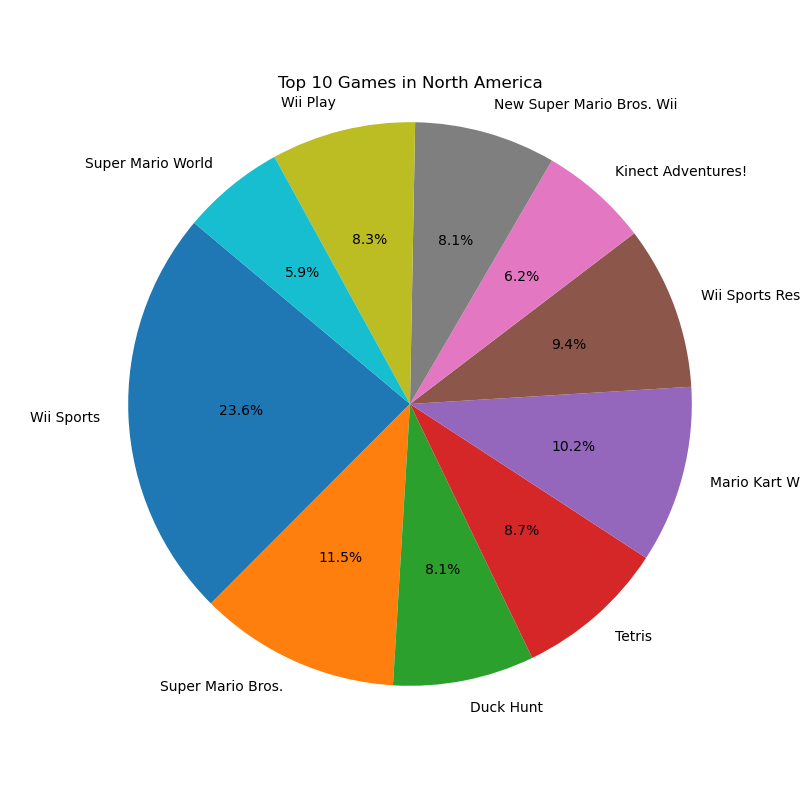 Top 10 Games in North America
Wii Play
New Super Mario Bros. Wii
Super Mario World
Kinect Adventures!
8.3%
8.1%
5.9%
6.2%
Wii Sports Res
9.4%
23.6%
Wii Sports
10.2%
Mario Kart W
8.7%
11.5%
8.1%
Tetris
Super Mario Bros.
Duck Hunt